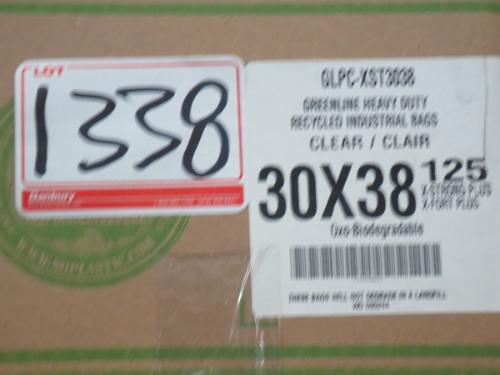 LOT
1338
Danbury
GLPC-XST3038
GREENLINE HEAVY DUTY
RECYCLED INDUSTRIAL BAGS
CLEAR / CLAIR
30X38 125
X-STRONG PLUS
X-FORT PLUS
Oxo-Biodegradable
THESE BAGS WILL NOT DEGRADE IN A LANDFILL